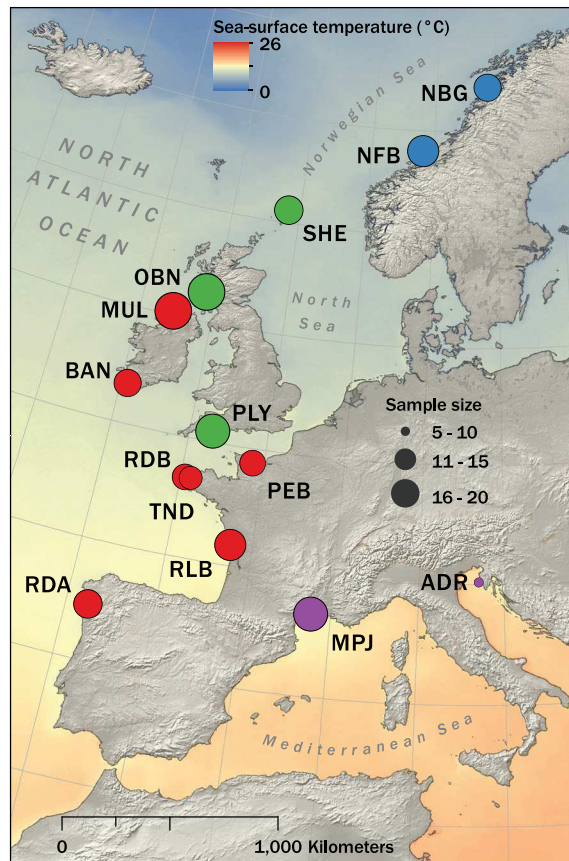 Sea-surface temperature (°C)
26
0
NBG
Norwegian Sea
NFB
NORTH
ATLANTIC
OCEAN
SHE
OBN
North
Sea
MUL
BAN
PLY
Sample size
5 - 10
RDB
11 - 15
PEB
TND
16 - 20
RLB
ADR
RDA
MPJ
Mediterranean Sea
0
1,000 Kilometers